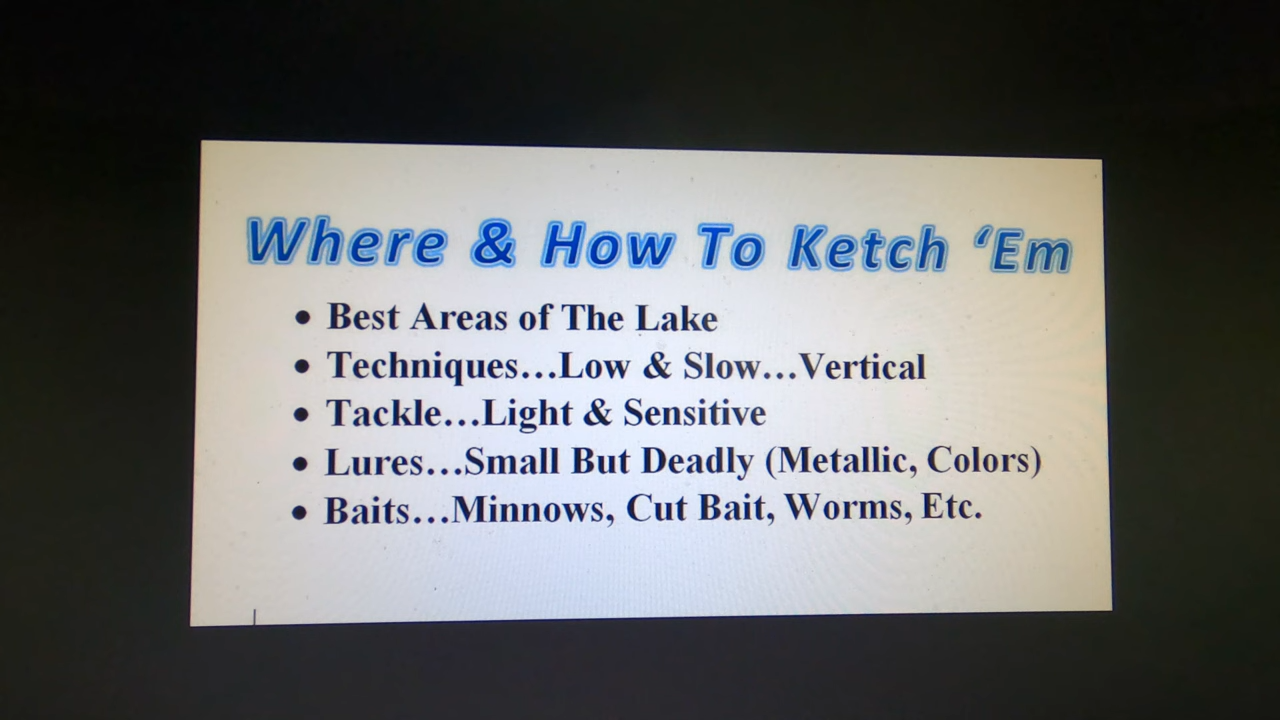 Where & How To Ketch ‘Em
• Best Areas of The Lake
• Techniques...Low & Slow...Vertical
• Tackle...Light & Sensitive
• Lures...Small But Deadly (Metallic, Colors)
• Baits...Minnows, Cut Bait, Worms, Etc.